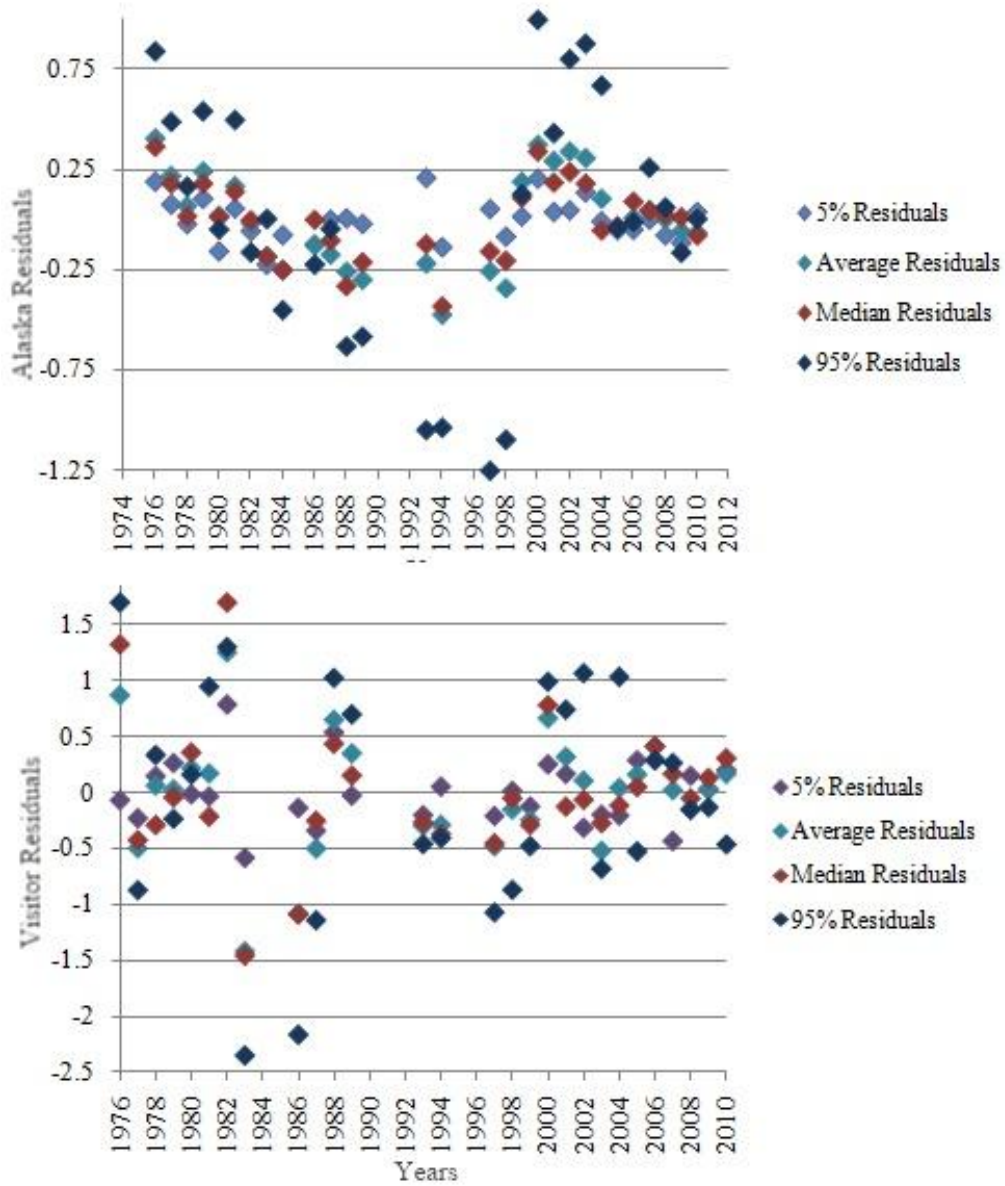 0.75
0.25
-0.25
-0.75
-1.25
Alaska Residuals
1974 1976 1978 1980 1982 1984 1986 1988 1990 1992 1994 1996 1998 2000 2002 2004 2006 2008 2010 2012
5% Residuals
Average Residuals
Median Residuals
95% Residuals
1.5
1
0.5
0
-0.5
-1
-1.5
-2
-2.5
Visitor Residuals
1976 1978 1980 1982 1984 1986 1988 1990 1992 1994 1996 1998 2000 2002 2004 2006 2008 2010
Years
5% Residuals
Average Residuals
Median Residuals
95% Residuals